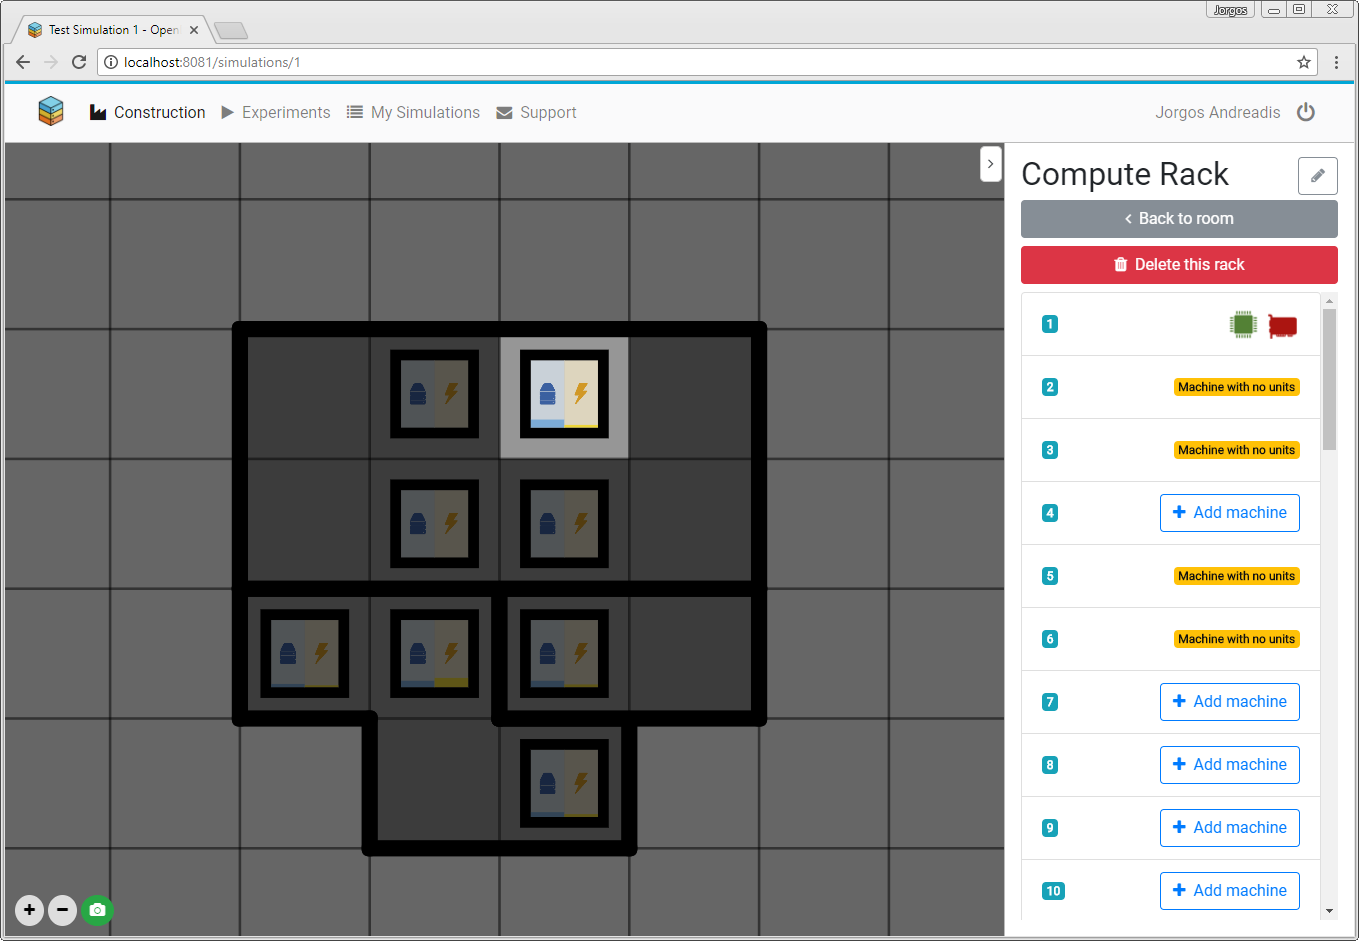 Jorgos
Test Simulation 1 - Open
localhost:8081/simulations/1
Construction Experiments My Simulations Support Jorgos Andreadis
Compute Rack
Back to room
Delete this rack
1
2 Machine with no units
3 Machine with no units
4 Add machine
5 Machine with no units
6 Machine with no units
7 Add machine
8 Add machine
9 Add machine
10 Add machine